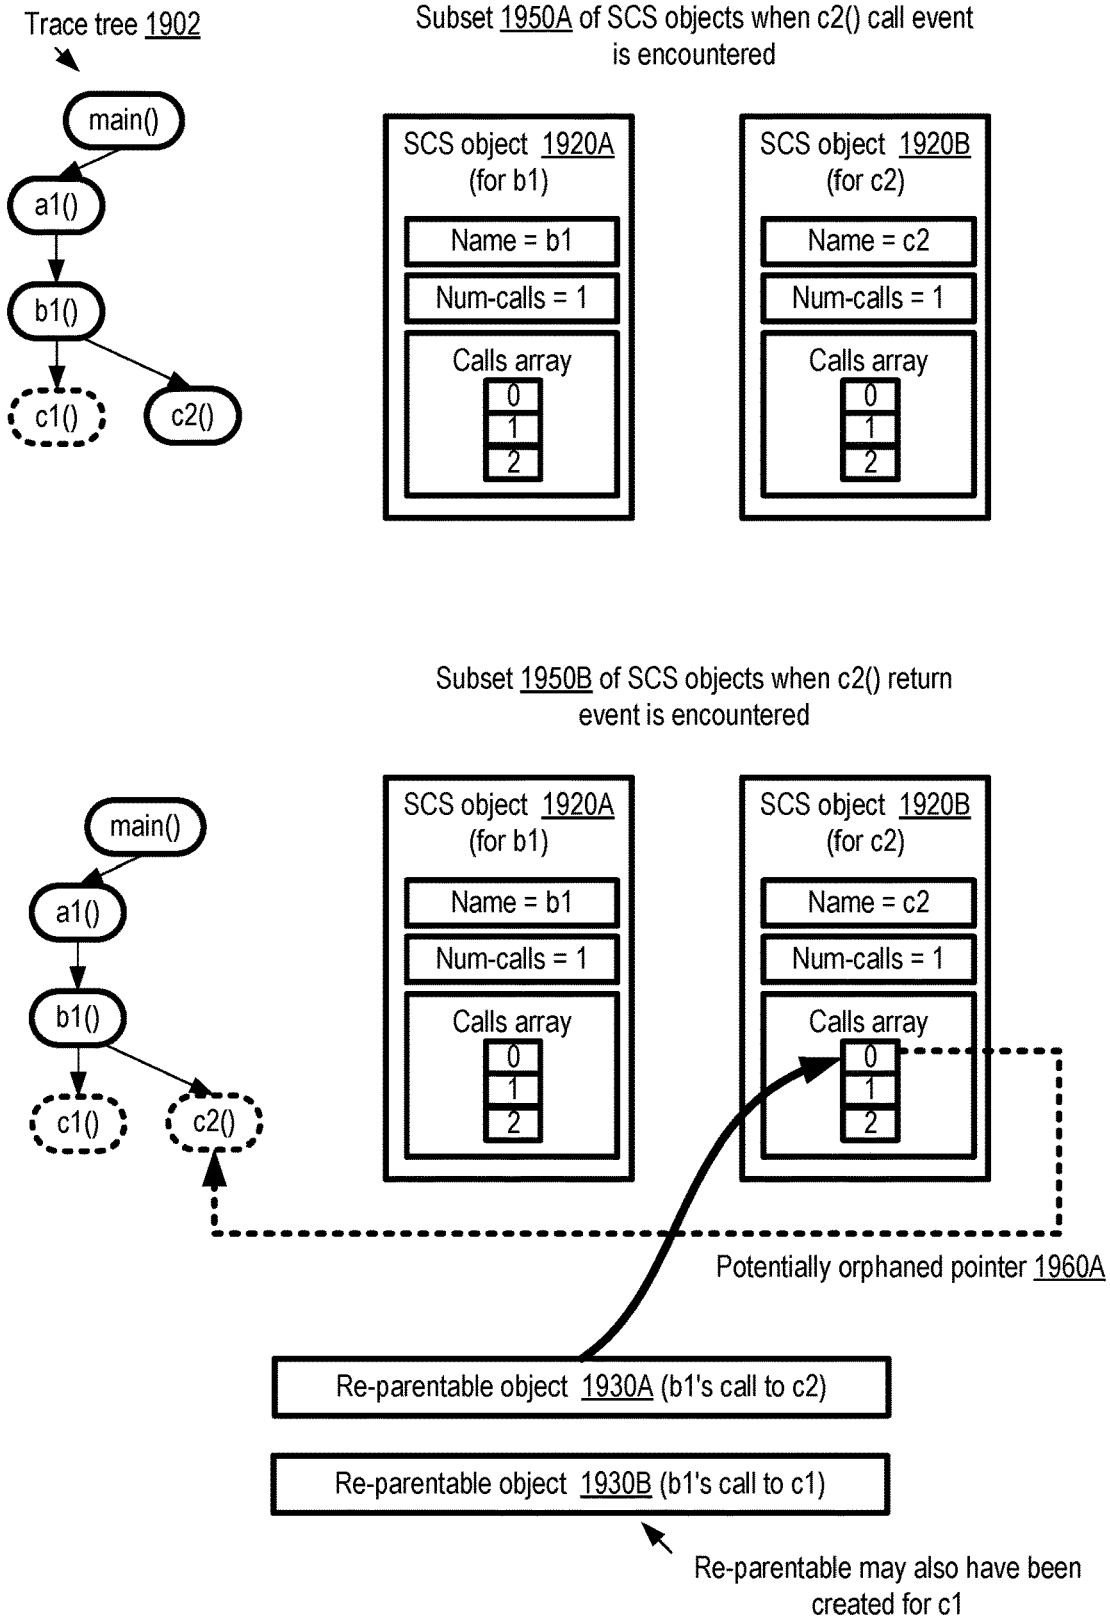 Trace tree 1902
Subset 1950A of SCS objects when c2() call event
is encountered
main()
a1()
b1()
c1()
c2()
SCS object 1920A
(for b1)
Name = b1
Num-calls = 1
Calls array
0
1
2
SCS object 1920B
(for c2)
Name = c2
Num-calls = 1
Calls array
0
1
2
Subset 1950B of SCS objects when c2() return
event is encountered
main()
a1()
b1()
c1()
c2()
SCS object 1920A
(for b1)
Name = b1
Num-calls = 1
Calls array
0
1
2
SCS object 1920B
(for c2)
Name = c2
Num-calls = 1
Calls array
0
1
2
Potentially orphaned pointer 1960A
Re-parentable object 1930A (b1's call to c2)
Re-parentable object 1930B (b1's call to c1)
Re-parentable may also have been
created for c1